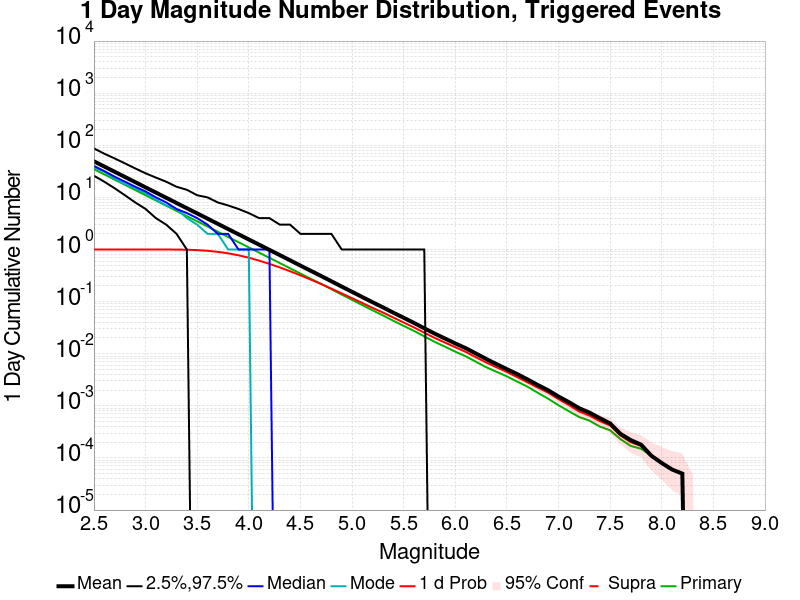 1 Day Magnitude Number Distribution, Triggered Events
1 Day Cumulative Number
10^4
10^3
10^2
10^1
10^0
10^-1
10^-2
10^-3
10^-4
10^-5
2.5 3.0 3.5 4.0 4.5 5.0 5.5 6.0 6.5 7.0 7.5 8.0 8.5 9.0
Magnitude
Mean 2.5%,97.5% Median Mode 1 d Prob 95% Conf Supra Primary